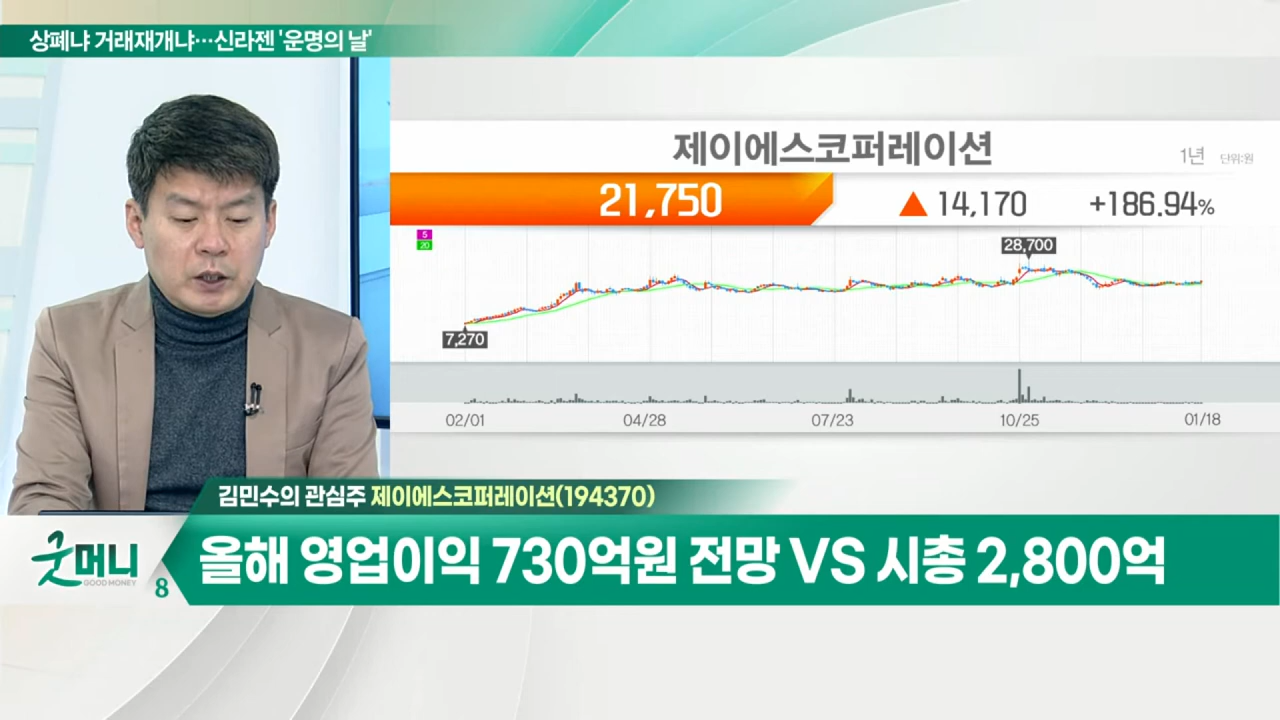 상폐냐 거래재개냐…신라젠 '운명의 날'
제이에스코퍼레이션
1년 단위:원
21,750
▲ 14,170 +186.94%
5
20
28,700
7,270
02/01 04/28 07/23 10/25 01/18
김민수의 관심주 제이에스코퍼레이션(194370)
올해 영업이익 730억원 전망 VS 시총 2,800억
굿머니
GOOD MONEY
8